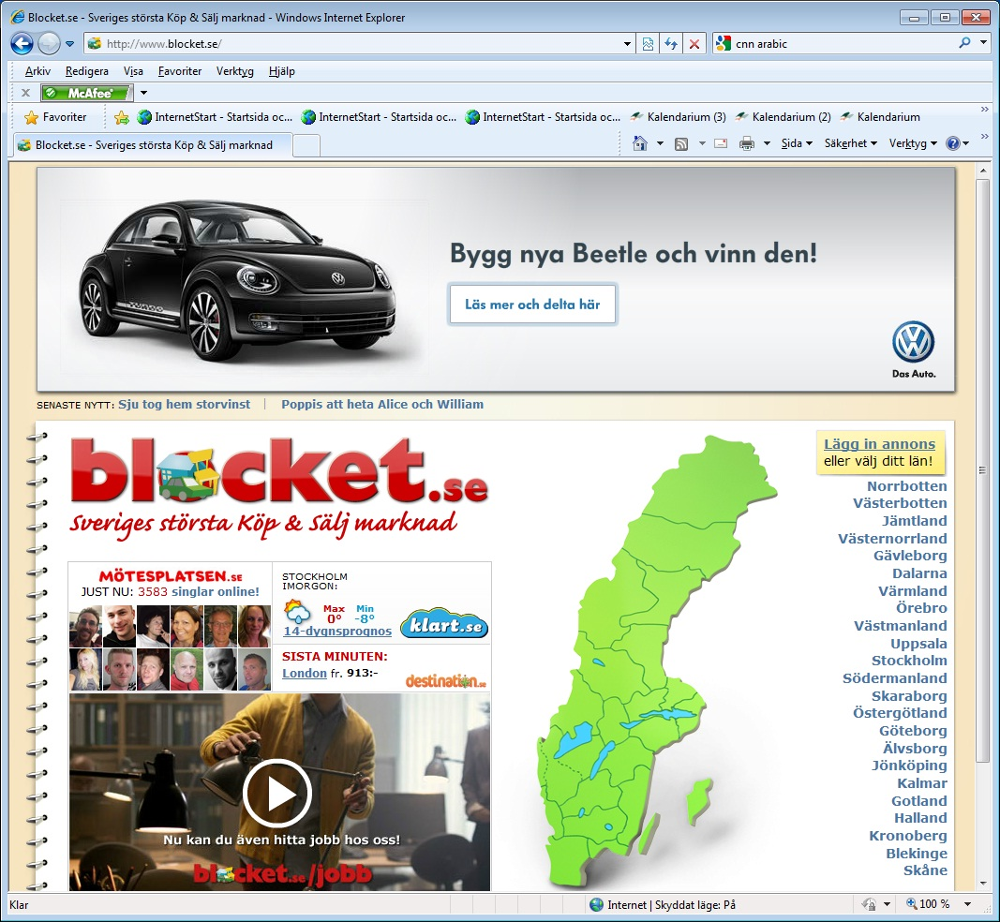 Blocket.se - Sveriges största Köp & Sälj marknad - Windows Internet Explorer
http://www.blocket.se/
cnn arabic
Arkiv Redigera Visa Favoriter Verktyg Hjälp
x McAfee
Favoriter InternetStart - Startsida oc... InternetStart - Startsida oc... InternetStart - Startsida oc... Kalendarium (3) Kalendarium (2) Kalendarium
Blocket.se - Sveriges största Köp & Sälj marknad
Sida Säkerhet Verktyg
Bygg nya Beetle och vinn den!
Läs mer och delta här
TURBO
Das Auto.
SENASTE NYTT: Sju tog hem storvinst | Poppis att heta Alice och William
blocket.se
Sveriges största Köp & Sälj marknad
Lägg in annons
eller välj ditt län!
Norrbotten
Västerbotten
Jämtland
Västernorrland
Gävleborg
Dalarna
Värmland
Örebro
Västmanland
Uppsala
Stockholm
Södermanland
Skaraborg
Östergötland
Göteborg
Älvsborg
Jönköping
Kalmar
Gotland
Halland
Kronoberg
Blekinge
Skåne
MÖTESPLATSEN.SE
JUST NU: 3583 singlar online!
STOCKHOLM
IMORGON:
Max Min
0° -8°
14-dygnsprognos
klart.se
SISTA MINUTEN:
London fr. 913:-
destination.se
Nu kan du även hitta jobb hos oss!
blocket.se/jobb
Klar
Internet | Skyddat läge: På
100 %